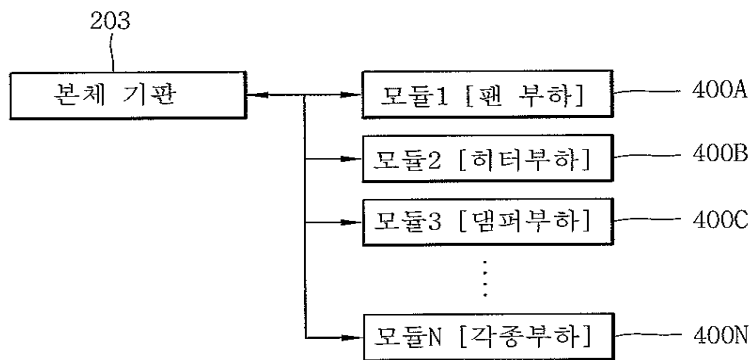 203
본체 기판
모듈1 [팬 부하]
400A
모듈2 [히터부하]
400B
모듈3 [댐퍼부하]
400C
모듈N [각종부하]
400N